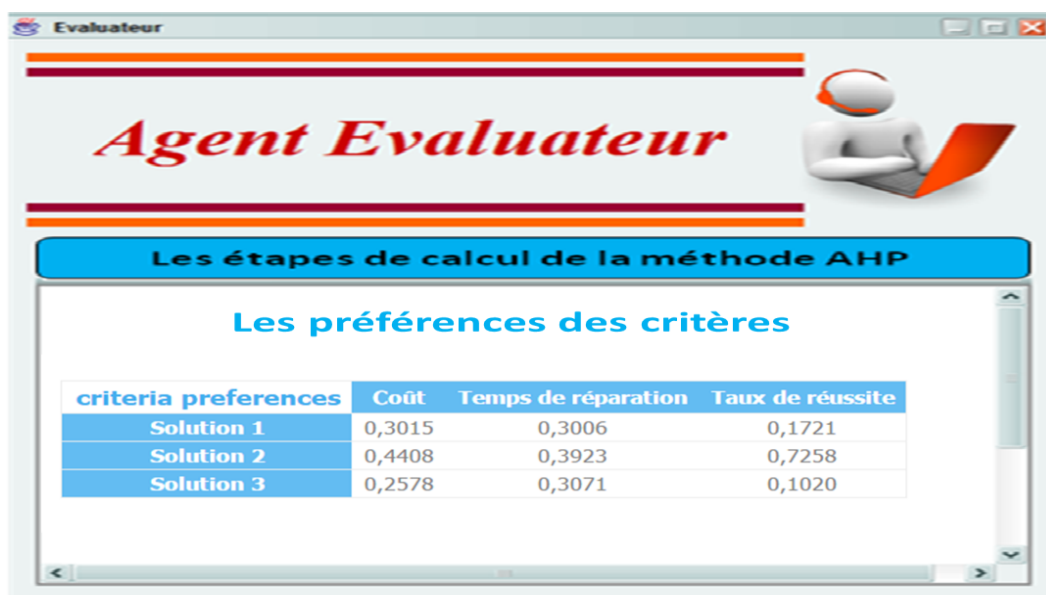 Evaluateur
Agent Evaluateur
Les étapes de calcul de la méthode AHP
Les préférences des critères
criteria preferences Coût Temps de réparation Taux de réussite
Solution 1 0,3015 0,3006 0,1721
Solution 2 0,4408 0,3923 0,7258
Solution 3 0,2578 0,3071 0,1020